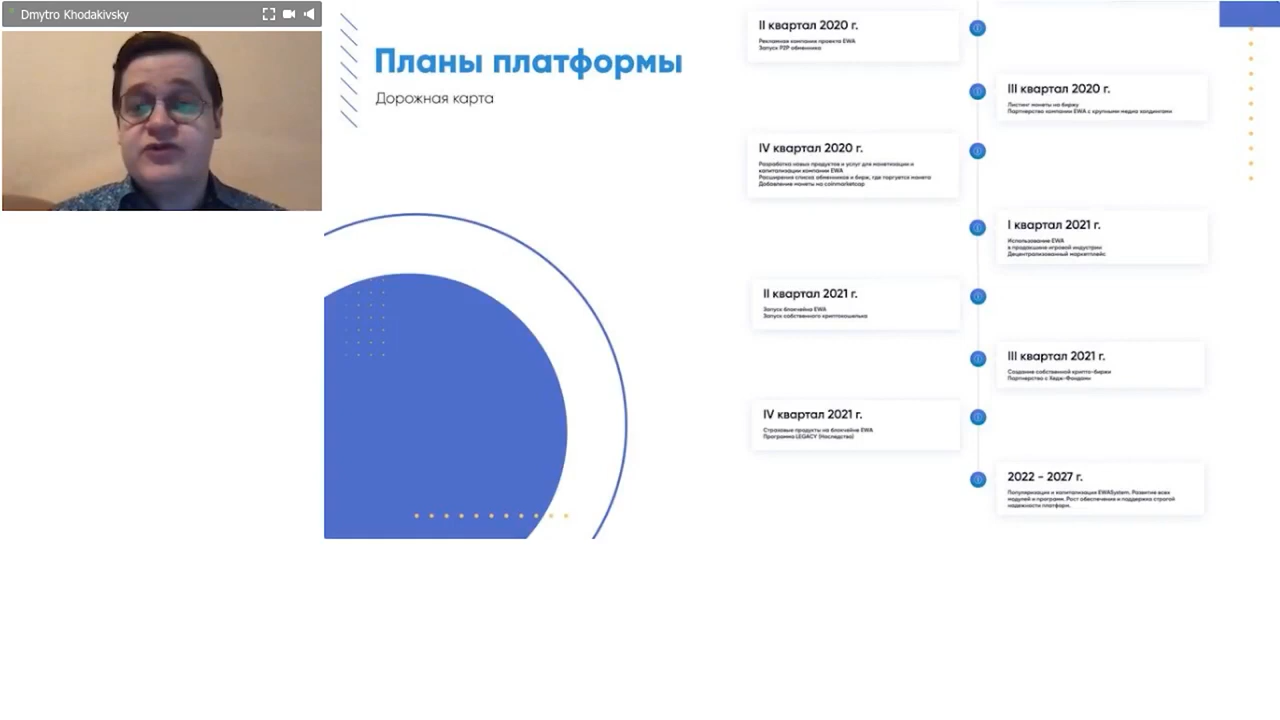 Dmytro Khodakivsky
Планы платформы
Дорожная карта
II квартал 2020 г.
Рекламная компания проекта EWA
Запуск P2P обменника
III квартал 2020 г.
Листинг монеты на биржу
Партнерство компании EWA с крупными медиа холдингами
IV квартал 2020 г.
Разработка новых продуктов и услуг для монетизации и
капитализации компании EWA
Расширения списка обменников и бирж, где торгуется монета
Добавление монеты на coinmarketcap
I квартал 2021 г.
Использование EWA
в продакшине игровой индустрии
Децентрализованный маркетплейс
II квартал 2021 г.
Запуск блокчейна EWA
Запуск собственного криптокошелька
III квартал 2021 г.
Создание собственной крипто-биржи
Партнерство с Хедж-Фондами
IV квартал 2021 г.
Страховые продукты на блокчейне EWA
Программа LEGACY (Наследство)
2022 - 2027 г.
Популяризация и капитализация EWASystem. Развитие всех
модулей и программ. Рост обеспечения и поддержка строгой
надежности платформ.